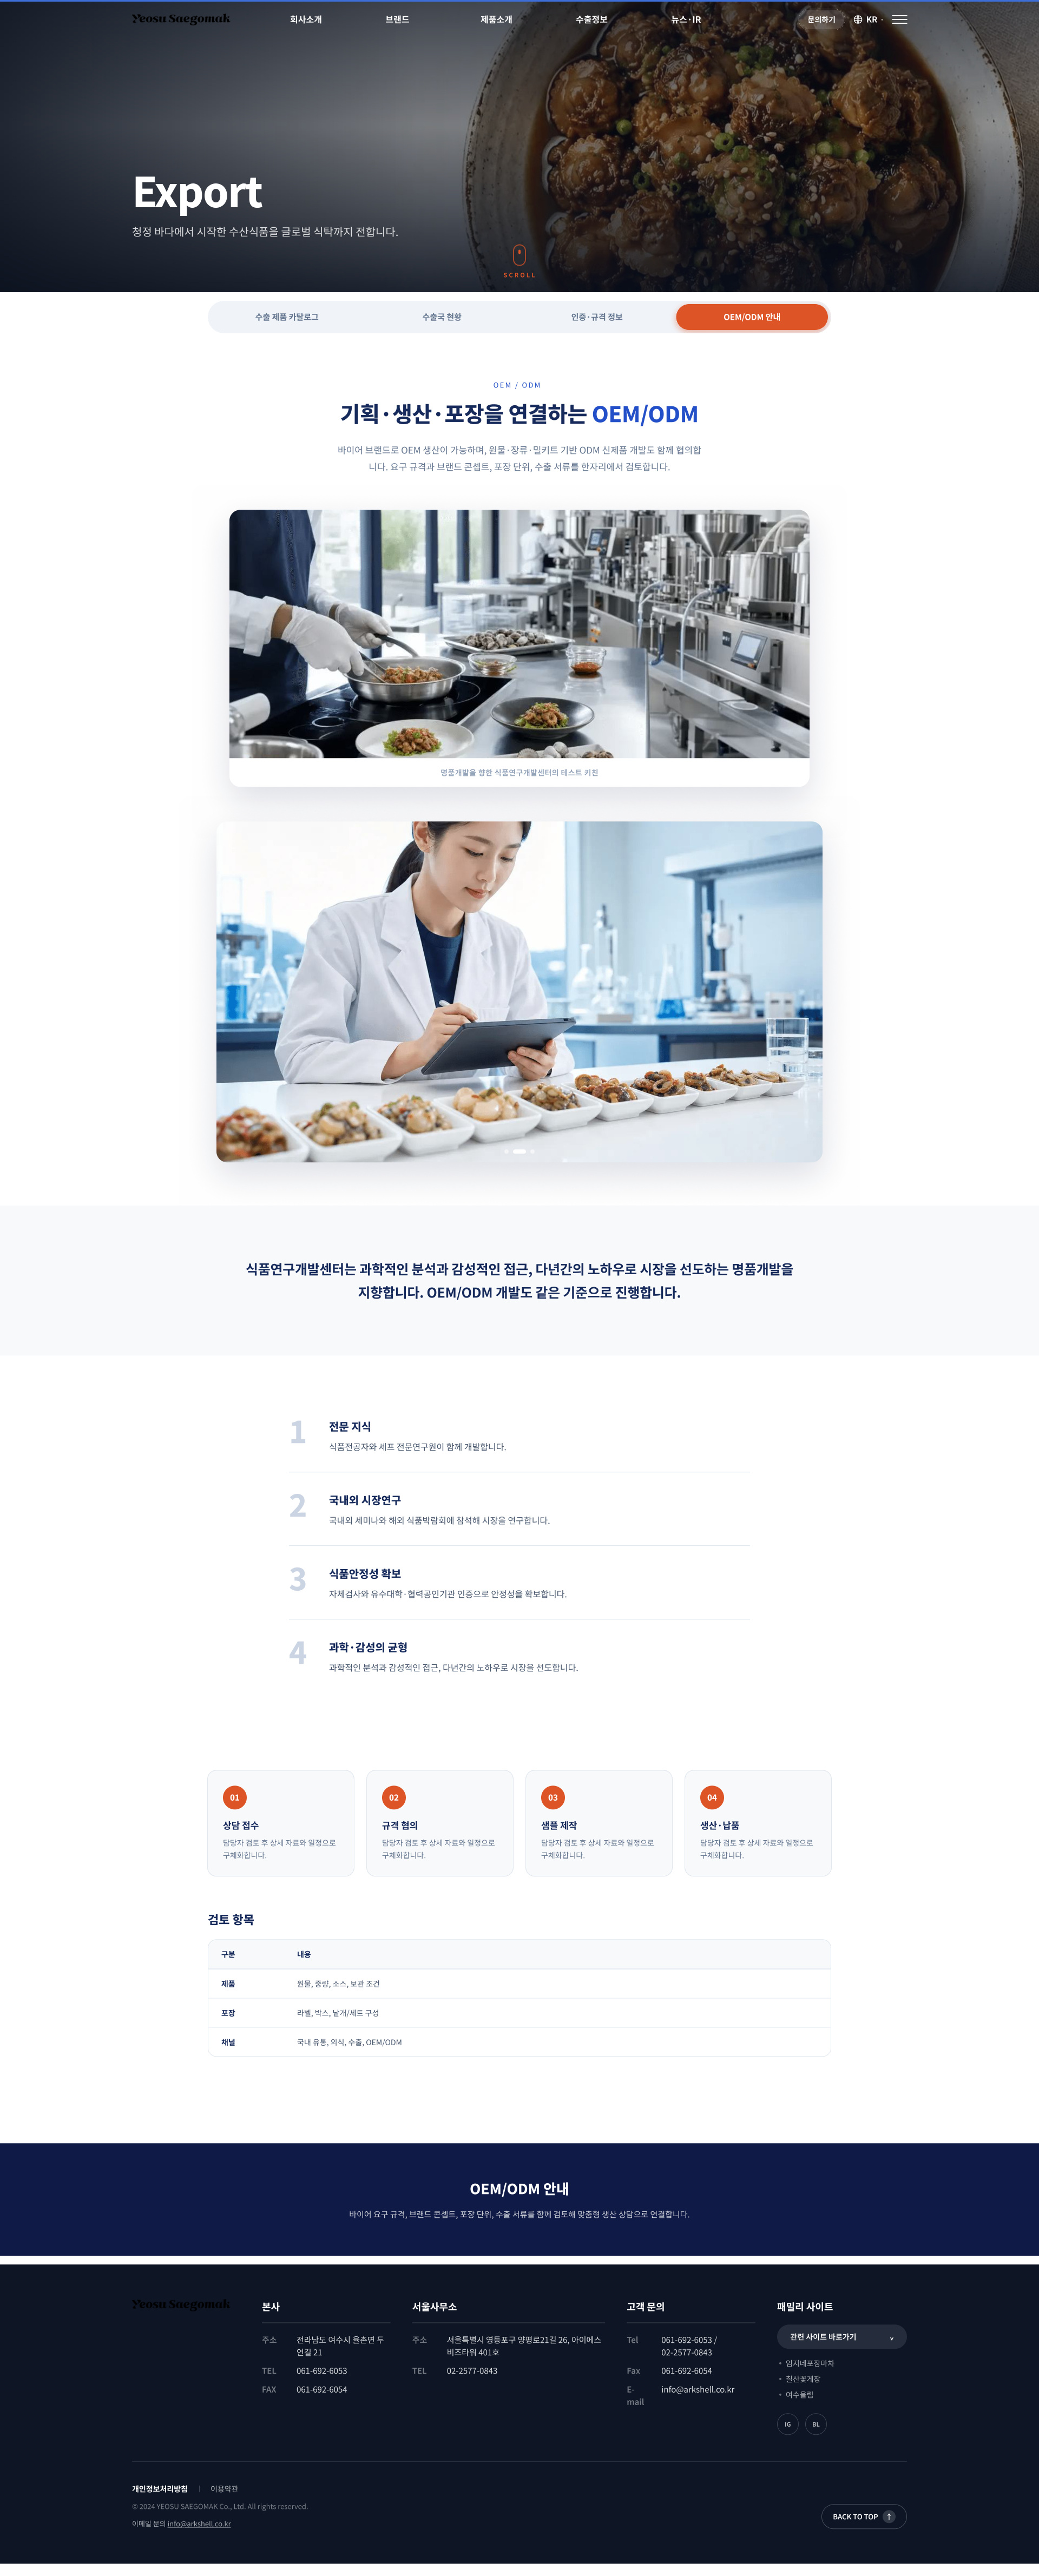 Yeosu Saegomak
회사소개
브랜드
제품소개
수출정보
뉴스·IR
문의하기
KR
Export
청정 바다에서 시작한 수산식품을 글로벌 식탁까지 전합니다.
SCROLL
수출 제품 카탈로그
수출국 현황
인증·규격 정보
OEM/ODM 안내
OEM / ODM
기획·생산·포장을 연결하는 OEM/ODM
바이어 브랜드로 OEM 생산이 가능하며, 원물·장류·밀키트 기반 ODM 신제품 개발도 함께 협의합
니다. 요구 규격과 브랜드 콘셉트, 포장 단위, 수출 서류를 한자리에서 검토합니다.
명품개발을 향한 식품연구개발센터의 테스트 키친
식품연구개발센터는 과학적인 분석과 감성적인 접근, 다년간의 노하우로 시장을 선도하는 명품개발을
지향합니다. OEM/ODM 개발도 같은 기준으로 진행합니다.
1
전문 지식
식품전공자와 셰프 전문연구원이 함께 개발합니다.
2
국내외 시장연구
국내외 세미나와 해외 식품박람회에 참석해 시장을 연구합니다.
3
식품안정성 확보
자체검사와 유수대학·협력공인기관 인증으로 안정성을 확보합니다.
4
과학·감성의 균형
과학적인 분석과 감성적인 접근, 다년간의 노하우로 시장을 선도합니다.
01
상담 접수
담당자 검토 후 상세 자료와 일정으로
구체화합니다.
02
규격 협의
담당자 검토 후 상세 자료와 일정으로
구체화합니다.
03
샘플 제작
담당자 검토 후 상세 자료와 일정으로
구체화합니다.
04
생산·납품
담당자 검토 후 상세 자료와 일정으로
구체화합니다.
검토 항목
구분 내용
제품 원물, 중량, 소스, 보관 조건
포장 라벨, 박스, 낱개/세트 구성
채널 국내 유통, 외식, 수출, OEM/ODM
OEM/ODM 안내
바이어 요구 규격, 브랜드 콘셉트, 포장 단위, 수출 서류를 함께 검토해 맞춤형 생산 상담으로 연결합니다.
Yeosu Saegomak
본사
주소 전라남도 여수시 율촌면 두
언길 21
TEL 061-692-6053
FAX 061-692-6054
서울사무소
주소 서울특별시 영등포구 양평로21길 26, 아이에스
비즈타워 401호
TEL 02-2577-0843
고객 문의
Tel 061-692-6053 /
02-2577-0843
Fax 061-692-6054
E-
mail
info@arkshell.co.kr
패밀리 사이트
관련 사이트 바로가기
엄지네포장마차
칠산꽃게장
여수울림
IG
BL
개인정보처리방침
이용약관
© 2024 YEOSU SAEGOMAK Co., Ltd. All rights reserved.
이메일 문의 info@arkshell.co.kr
BACK TO TOP